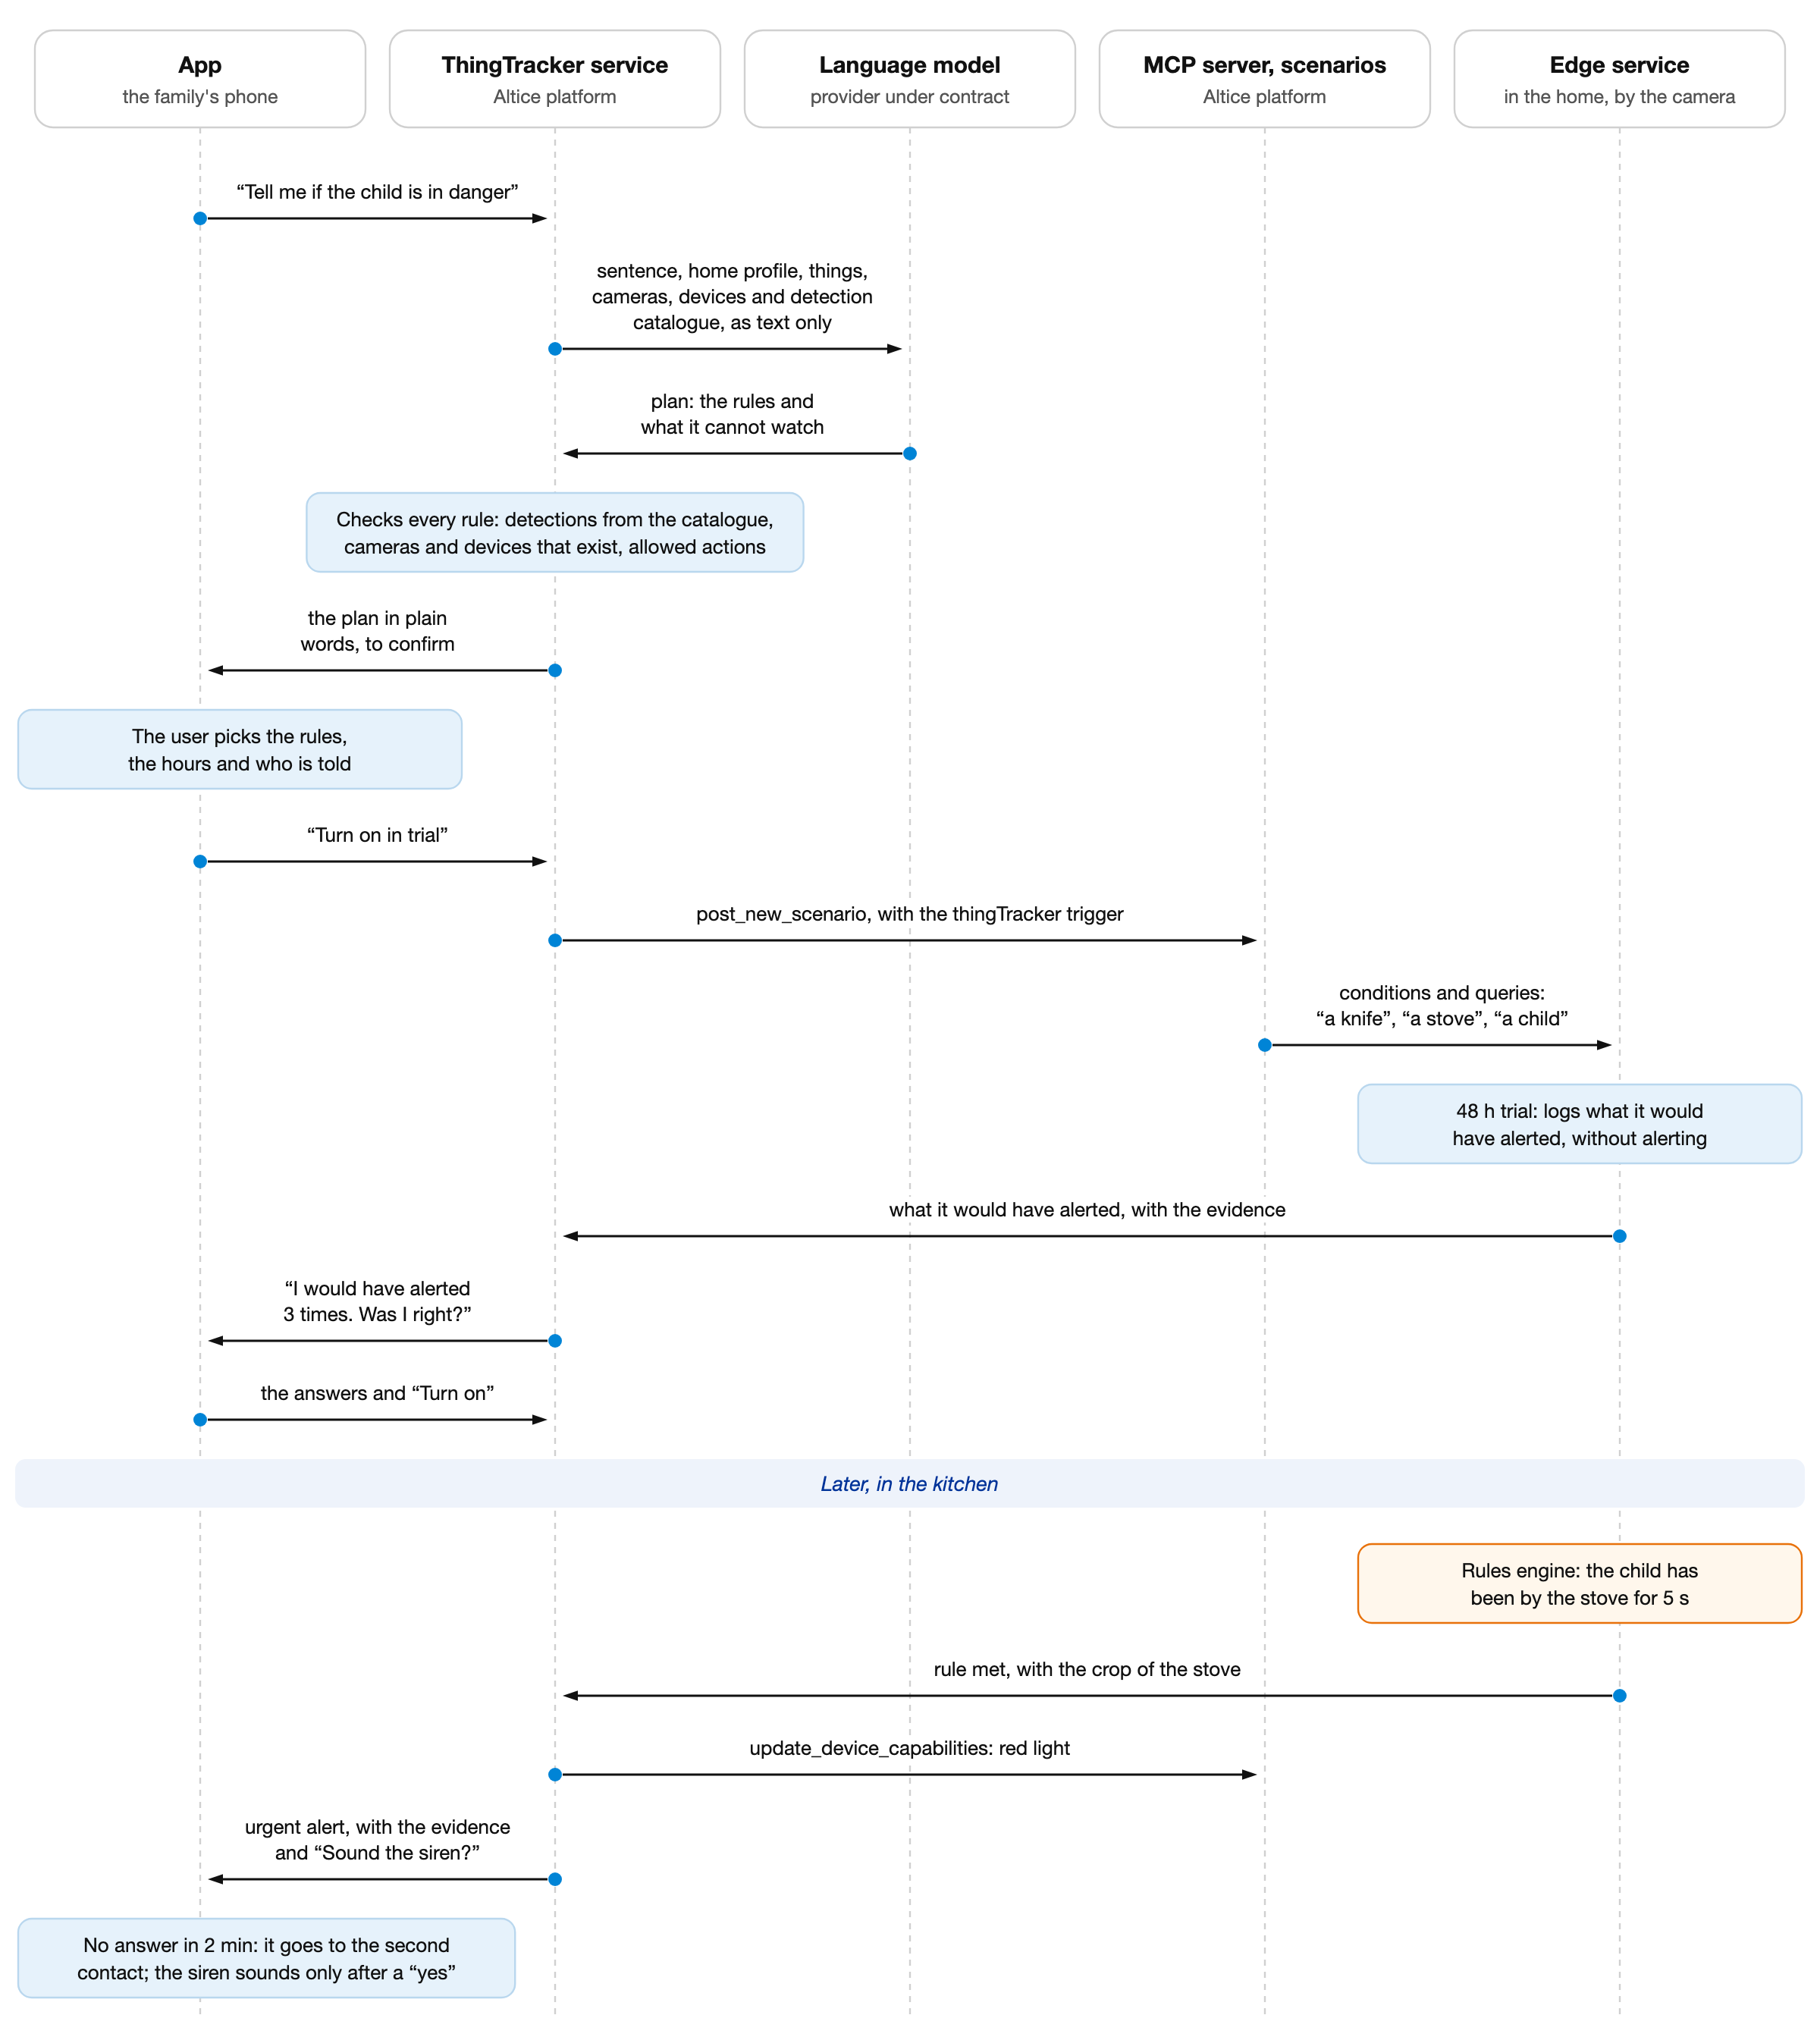 App
the family's phone
ThingTracker service
Altice platform
Language model
provider under contract
MCP server, scenarios
Altice platform
Edge service
in the home, by the camera
“Tell me if the child is in danger”
sentence, home profile, things,
cameras, devices and detection
catalogue, as text only
plan: the rules and
what it cannot watch
Checks every rule: detections from the catalogue,
cameras and devices that exist, allowed actions
the plan in plain
words, to confirm
The user picks the rules,
the hours and who is told
“Turn on in trial”
post_new_scenario, with the thingTracker trigger
conditions and queries:
“a knife”, “a stove”, “a child”
48 h trial: logs what it would
have alerted, without alerting
what it would have alerted, with the evidence
“I would have alerted
3 times. Was I right?”
the answers and “Turn on”
Later, in the kitchen
Rules engine: the child has
been by the stove for 5 s
rule met, with the crop of the stove
update_device_capabilities: red light
urgent alert, with the evidence
and “Sound the siren?”
No answer in 2 min: it goes to the second
contact; the siren sounds only after a “yes”